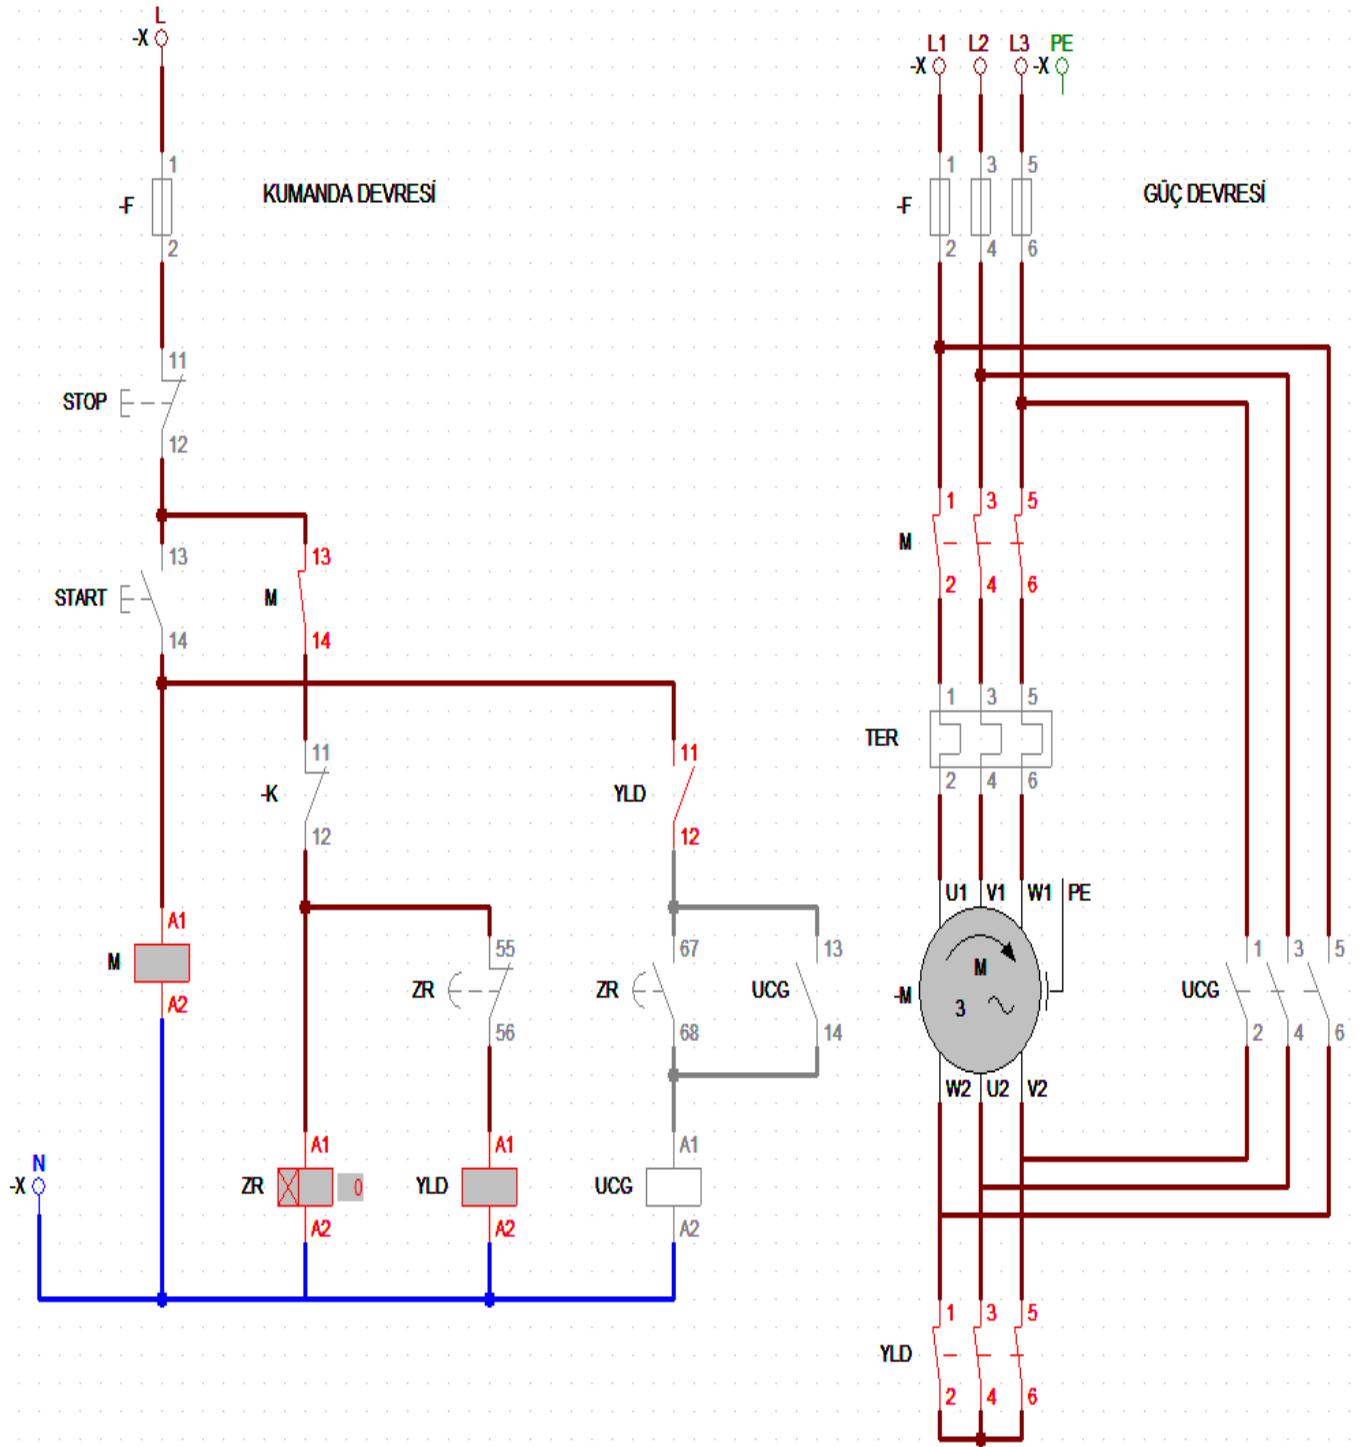 L
-X
1
-F
2
KUMANDA DEVRESİ
11
STOP
12
13
START
14
13
M
14
11
-K
12
11
YLD
12
A1
M
A2
55
ZR
56
67
ZR
68
13
UCG
14
N
-X
A1
ZR
0
A2
A1
YLD
A2
A1
UCG
A2
L1 L2 L3 PE
-X -X
1 3 5
-F
2 4 6
GÜÇ DEVRESİ
1 3 5
M
2 4 6
1 3 5
TER
2 4 6
U1 V1 W1 PE
M
-M
3
W2 U2 V2
1 3 5
UCG
2 4 6
1 3 5
YLD
2 4 6